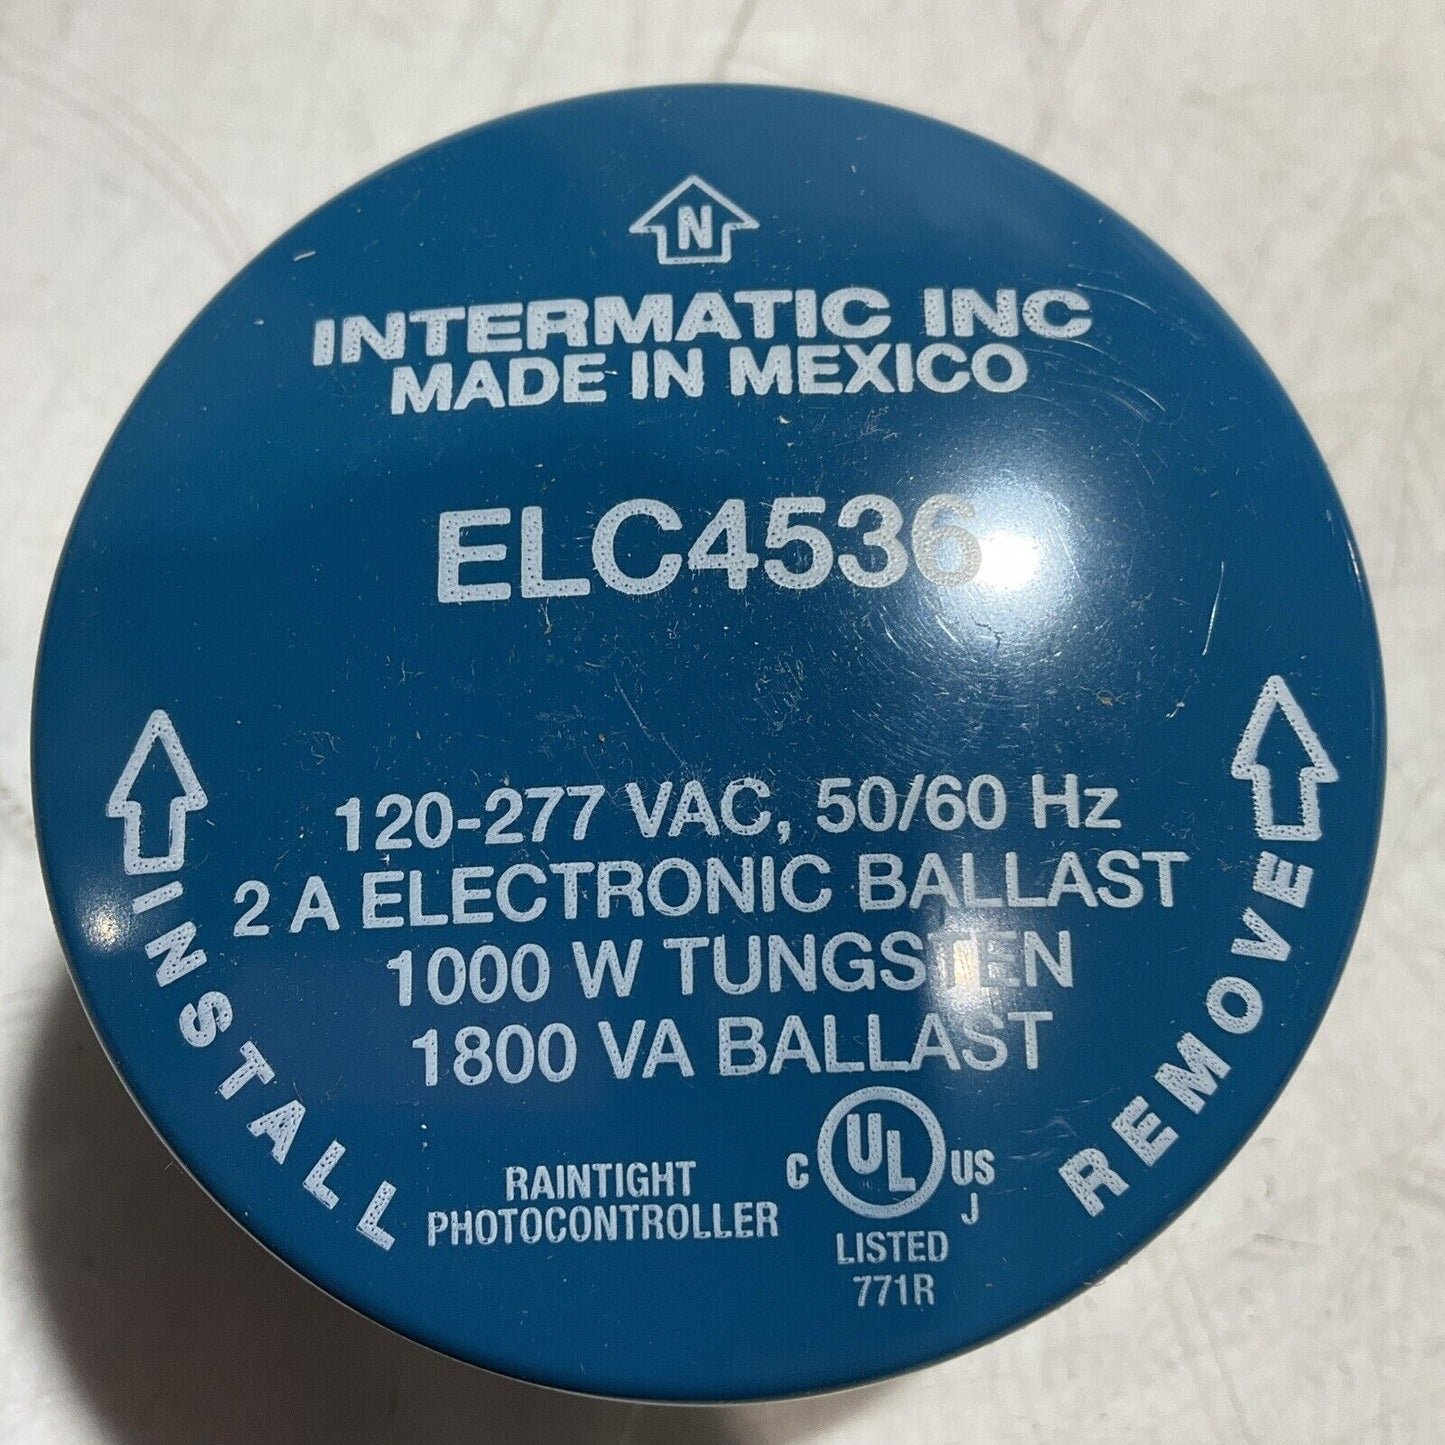 N
INTERMATIC INC
MADE IN MEXICO
ELC4536
120-277 VAC, 50/60 Hz
2 A ELECTRONIC BALLAST
1000 W TUNGSTEN
1800 VA BALLAST
INSTALL
REMOVE
RAINTIGHT
PHOTOCONTROLLER
C UL US
J
LISTED
771R